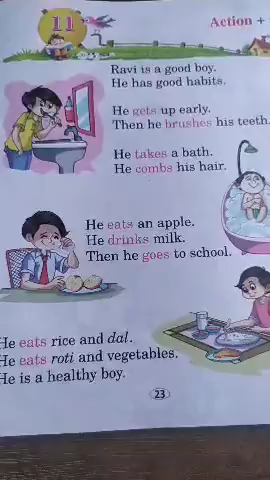 11
Action +
Ravi is a good boy.
He has good habits.
He gets up early.
Then he brushes his teeth.
He takes a bath.
He combs his hair.
He eats an apple.
He drinks milk.
Then he goes to school.
He eats rice and dal.
He eats roti and vegetables.
He is a healthy boy.
23